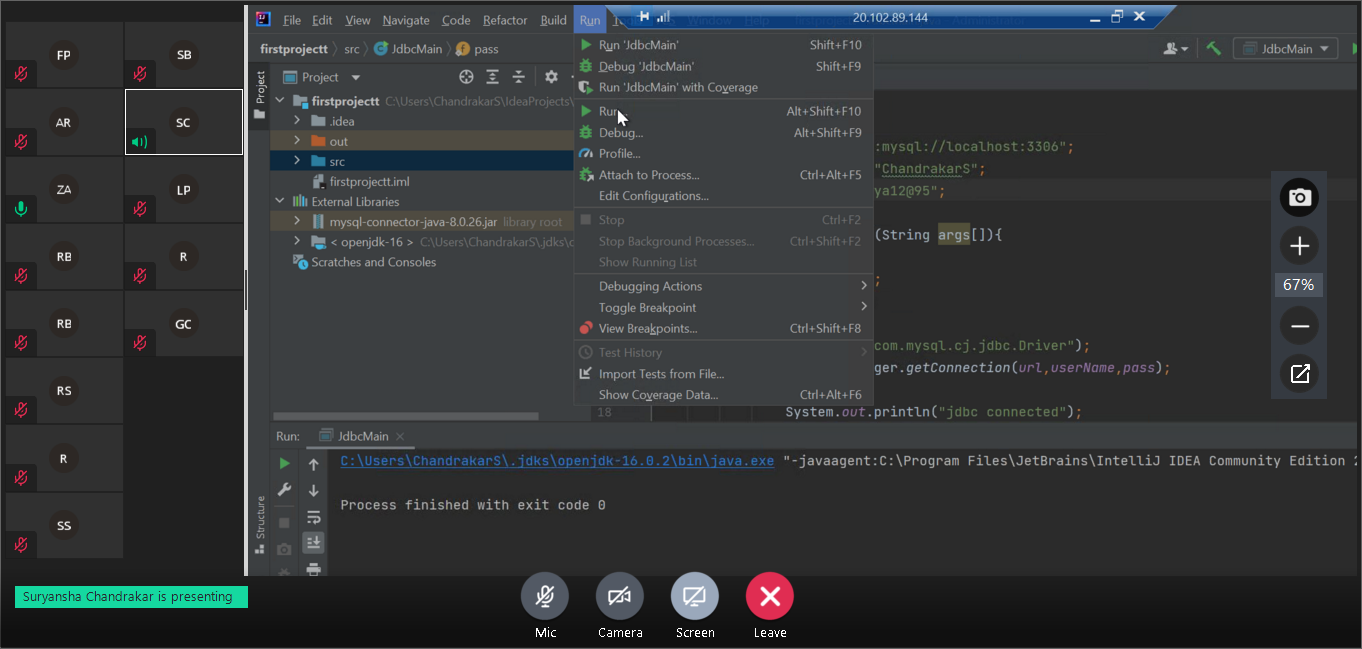 FP
SB
AR
SC
ZA
LP
RB
R
RB
GC
RS
R
SS
Suryansha Chandrakar is presenting
File Edit View Navigate Code Refactor Build Run
20.102.89.144
firstprojectt src JdbcMain pass
JdbcMain
Project
Project
firstprojectt C:\Users\ChandrakarS\IdeaProjects\
.idea
out
src
firstprojectt.iml
External Libraries
mysql-connector-java-8.0.26.jar library root
< openjdk-16 > C:\Users\ChandrakarS\.jdks\
Scratches and Consoles
Run 'JdbcMain' Shift+F10
Debug 'JdbcMain' Shift+F9
Run 'JdbcMain' with Coverage
Alt+Shift+F10
Debug... Alt+Shift+F9
Profile...
Attach to Process... Ctrl+Alt+F5
Edit Configurations...
Stop Ctrl+F2
Stop Background Processes... Ctrl+Shift+F2
Show Running List
Debugging Actions
Toggle Breakpoint
View Breakpoints... Ctrl+Shift+F8
Test History
Import Tests from File...
Show Coverage Data... Ctrl+Alt+F6
:mysql://localhost:3306";
"ChandrakarS";
ya12@95";
(String args[]){
;
com.mysql.cj.jdbc.Driver");
ger.getConnection(url,userName,pass);
18 System.out.println("jdbc connected");
67%
Run: JdbcMain
C:\Users\ChandrakarS\.jdks\openjdk-16.0.2\bin\java.exe "-javaagent:C:\Program Files\JetBrains\IntelliJ IDEA Community Edition 2
Process finished with exit code 0
Structure
Mic Camera Screen Leave